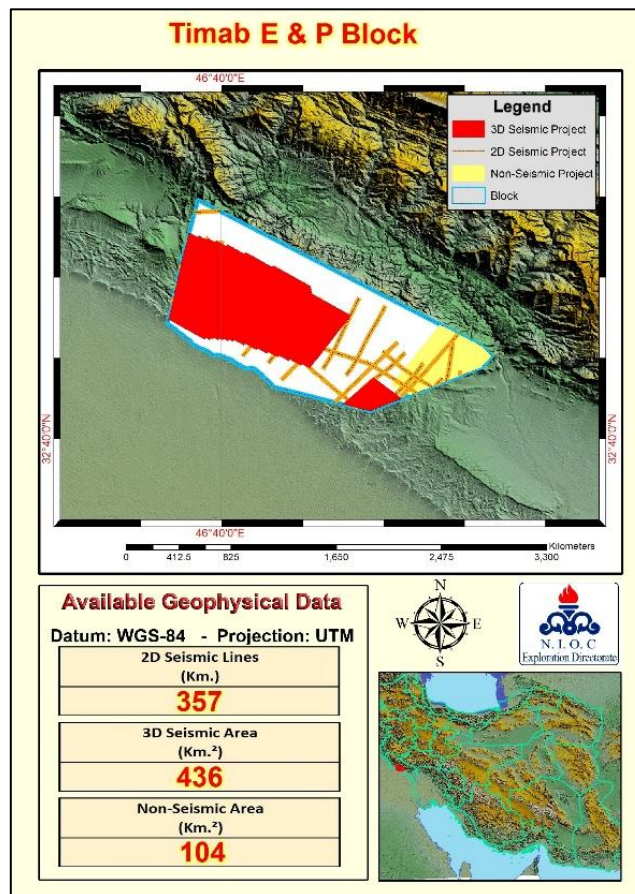 Timab E & P Block
46°40'0"E
Legend
3D Seismic Project
2D Seismic Project
Non-Seismic Project
Block
32°40'0"N
32°40'0"N
46°40'0"E
Kilometers
0 412.5 825 1,650 2,475 3,300
Available Geophysical Data
Datum: WGS-84 - Projection: UTM
2D Seismic Lines
(Km.)
357
3D Seismic Area
(Km.²)
436
Non-Seismic Area
(Km.²)
104
N
W E
S
N.I.O.C
Exploration Directorate